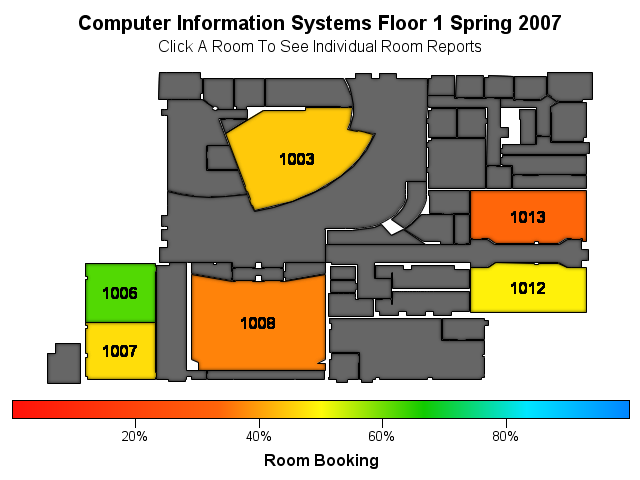 Computer Information Systems Floor 1 Spring 2007
Click A Room To See Individual Room Reports
1003
1013
1006
1012
1007
1008
20% 40% 60% 80%
Room Booking